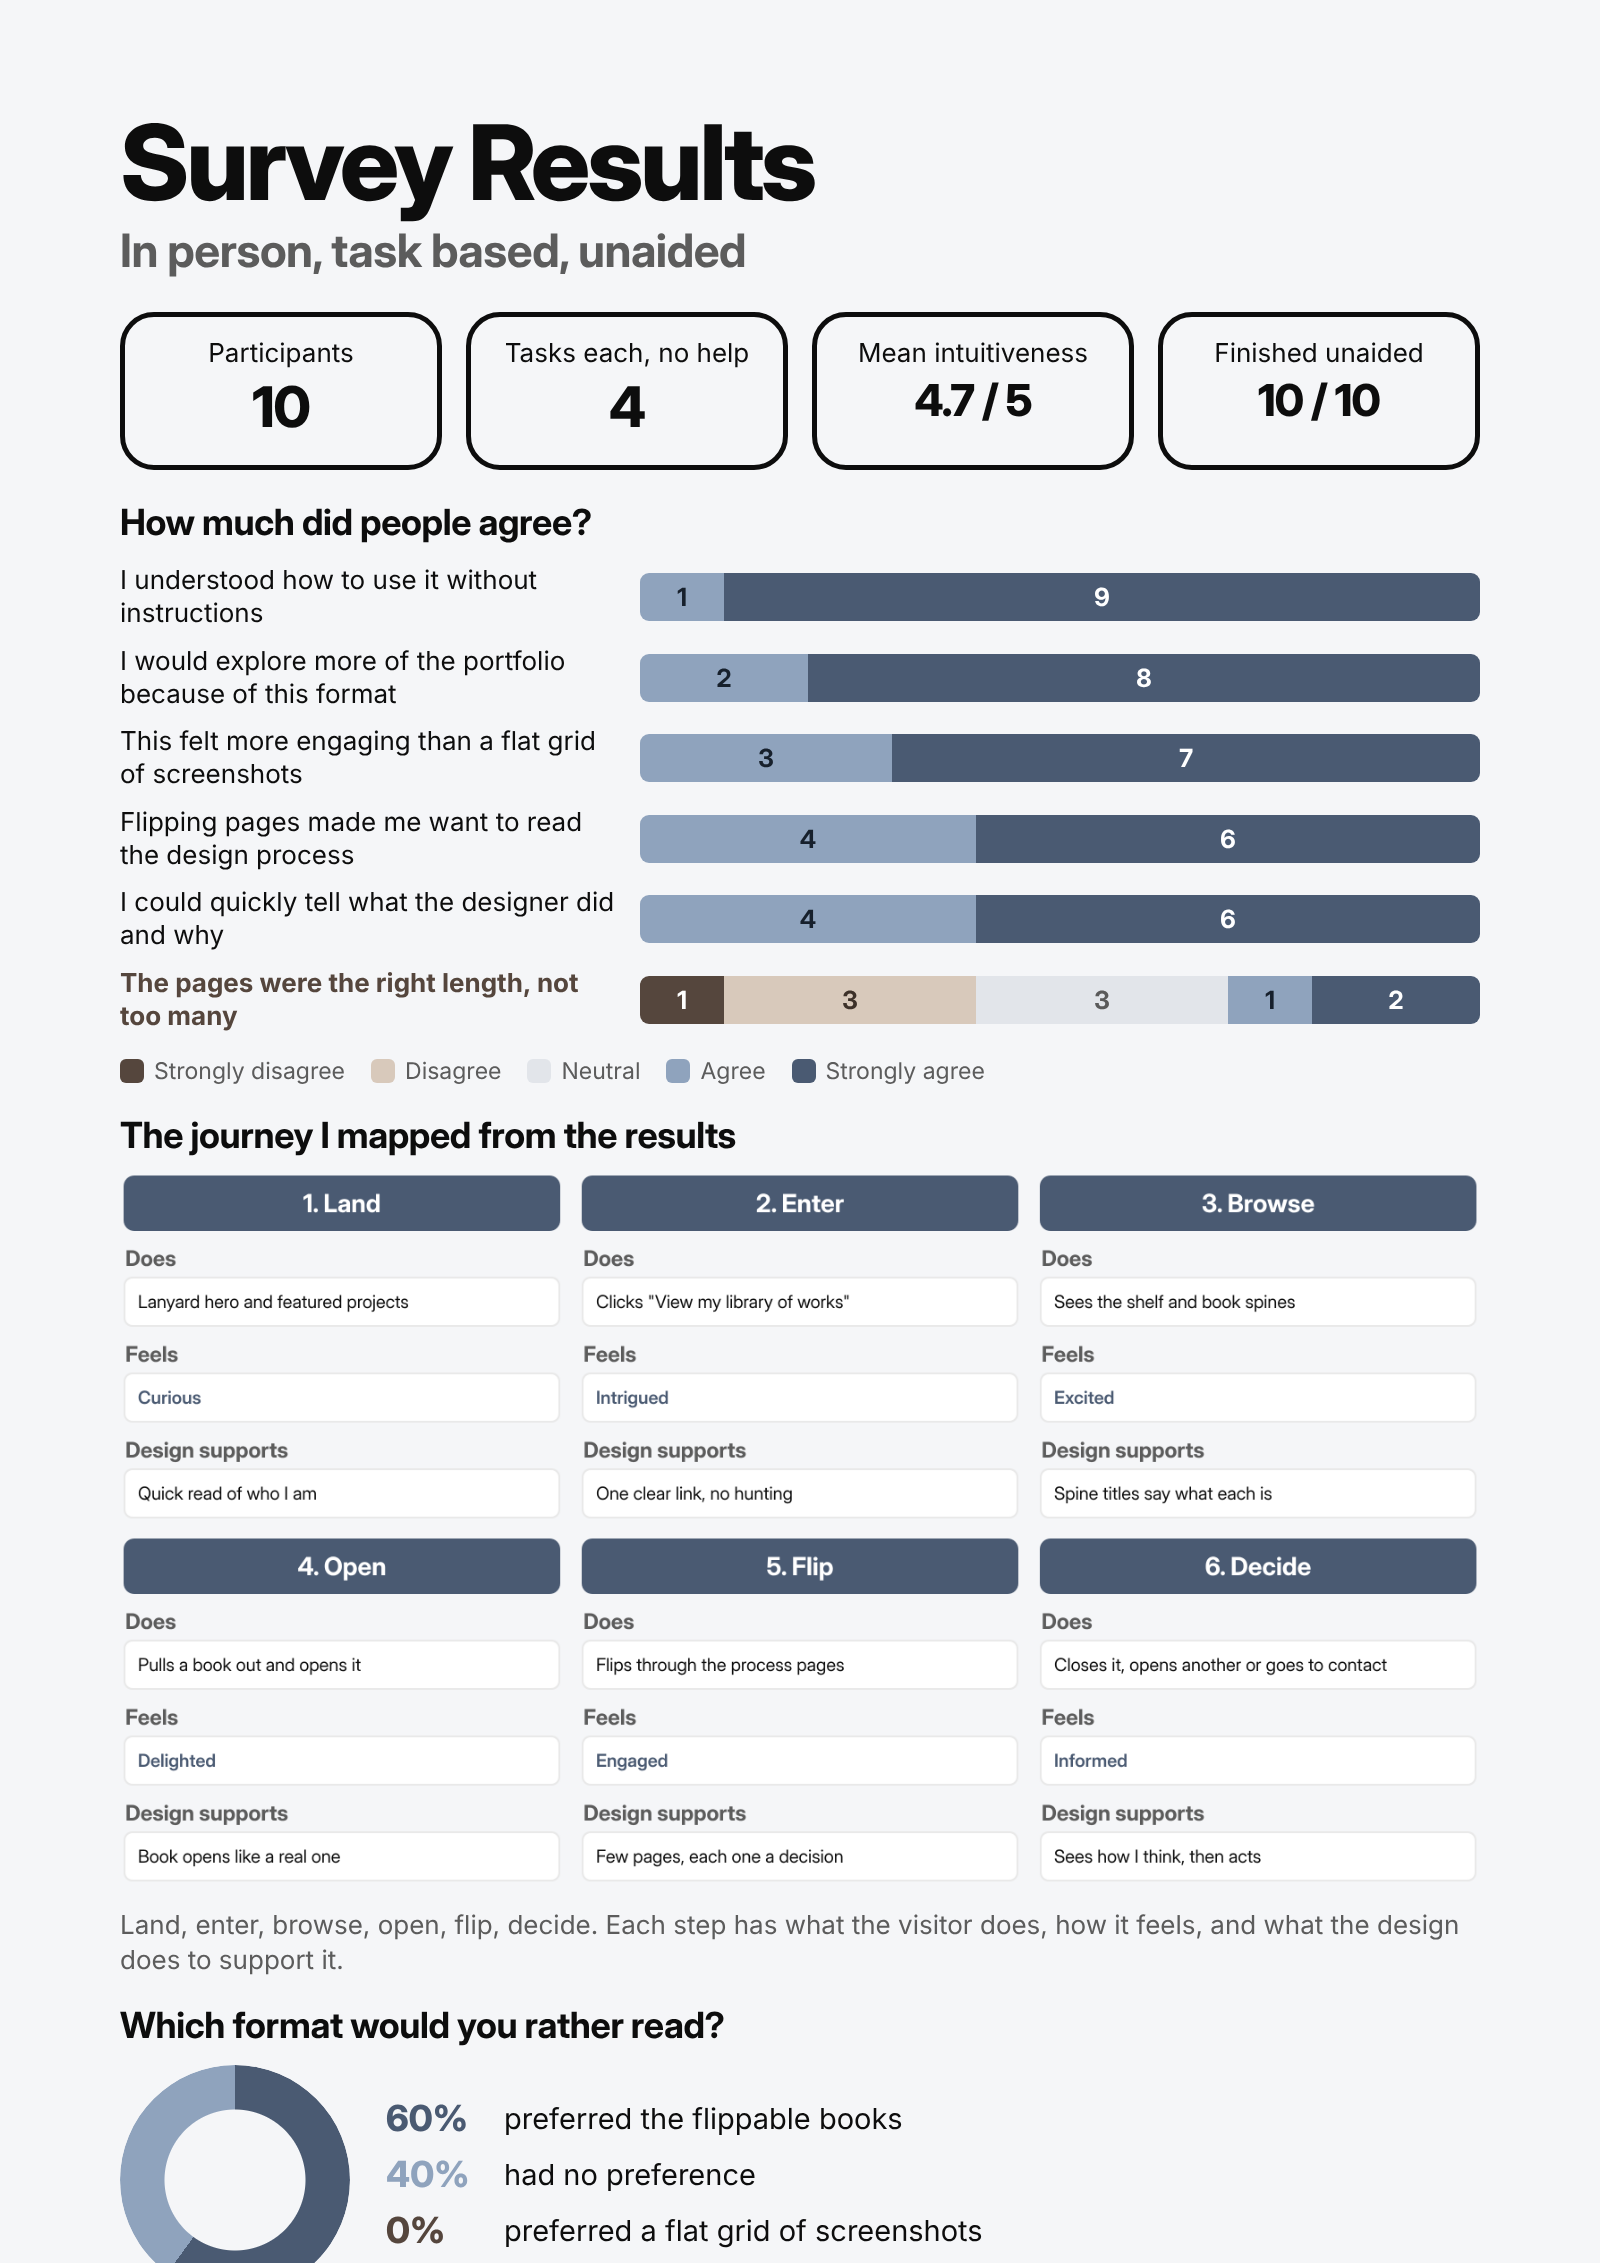 Survey Results
In person, task based, unaided
Participants
10
Tasks each, no help
4
Mean intuitiveness
4.7 / 5
Finished unaided
10 / 10
How much did people agree?
I understood how to use it without
instructions
1 9
I would explore more of the portfolio
because of this format
2 8
This felt more engaging than a flat grid
of screenshots
3 7
Flipping pages made me want to read
the design process
4 6
I could quickly tell what the designer did
and why
4 6
The pages were the right length, not
too many
1 3 3 1 2
Strongly disagree Disagree Neutral Agree Strongly agree
The journey I mapped from the results
1. Land
Does
Lanyard hero and featured projects
Feels
Curious
Design supports
Quick read of who I am
2. Enter
Does
Clicks "View my library of works"
Feels
Intrigued
Design supports
One clear link, no hunting
3. Browse
Does
Sees the shelf and book spines
Feels
Excited
Design supports
Spine titles say what each is
4. Open
Does
Pulls a book out and opens it
Feels
Delighted
Design supports
Book opens like a real one
5. Flip
Does
Flips through the process pages
Feels
Engaged
Design supports
Few pages, each one a decision
6. Decide
Does
Closes it, opens another or goes to contact
Feels
Informed
Design supports
Sees how I think, then acts
Land, enter, browse, open, flip, decide. Each step has what the visitor does, how it feels, and what the design
does to support it.
Which format would you rather read?
60% preferred the flippable books
40% had no preference
0% preferred a flat grid of screenshots